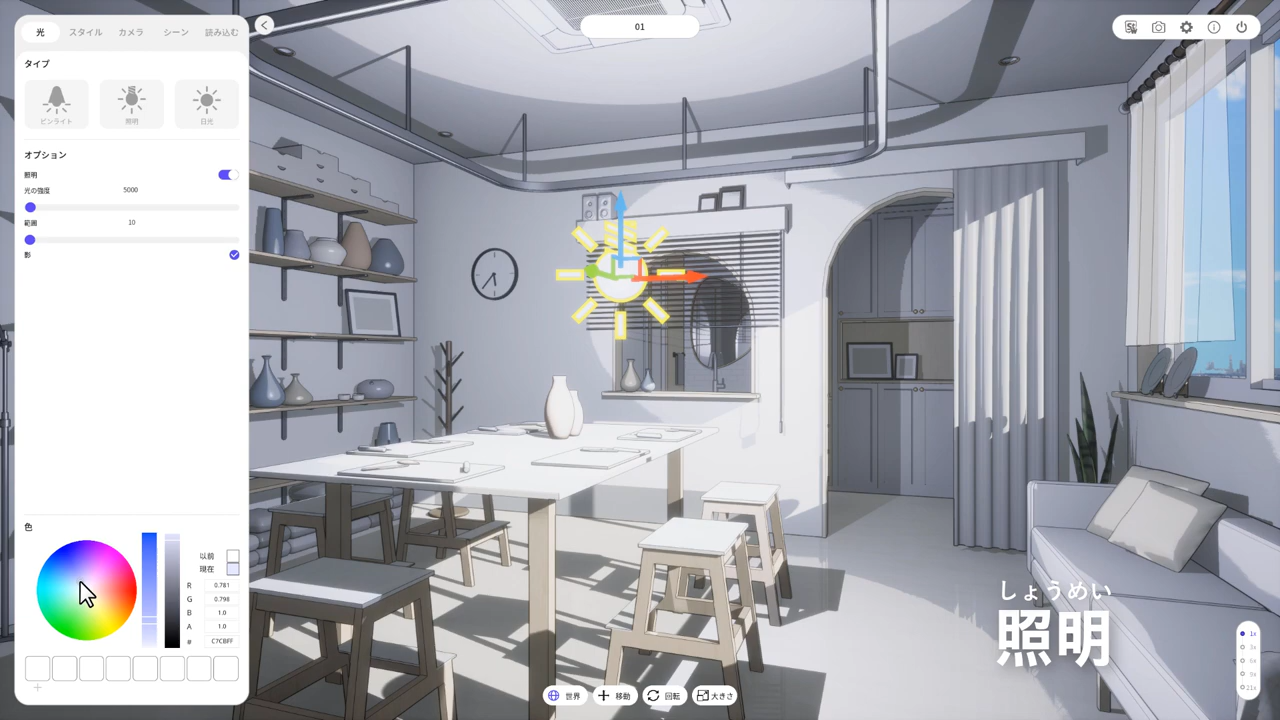 光 スタイル カメラ シーン 読み込む
01
タイプ
ピンライト 照明 日光
オプション
照明
光の強度 5000
範囲 10
影
色
以前
現在
R 0.781
G 0.798
B 1.0
A 1.0
# C7CBFF
しょうめい
照明
世界 移動 回転 大きさ
1x
21x